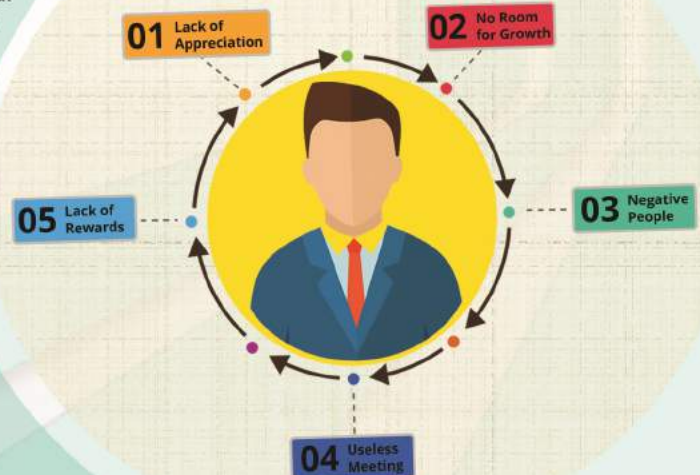 01 Lack of
Appreciation
02 No Room
for Growth
03 Negative
People
04 Useless
Meeting
05 Lack of
Rewards